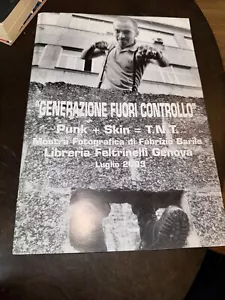 "GENERAZIONE FUORI CONTROLLO"
Punk + Skin = T.N.T.
Mostra Fotografica di Fabrizio Barile
Libreria Feltrinelli Genova
Luglio 2003